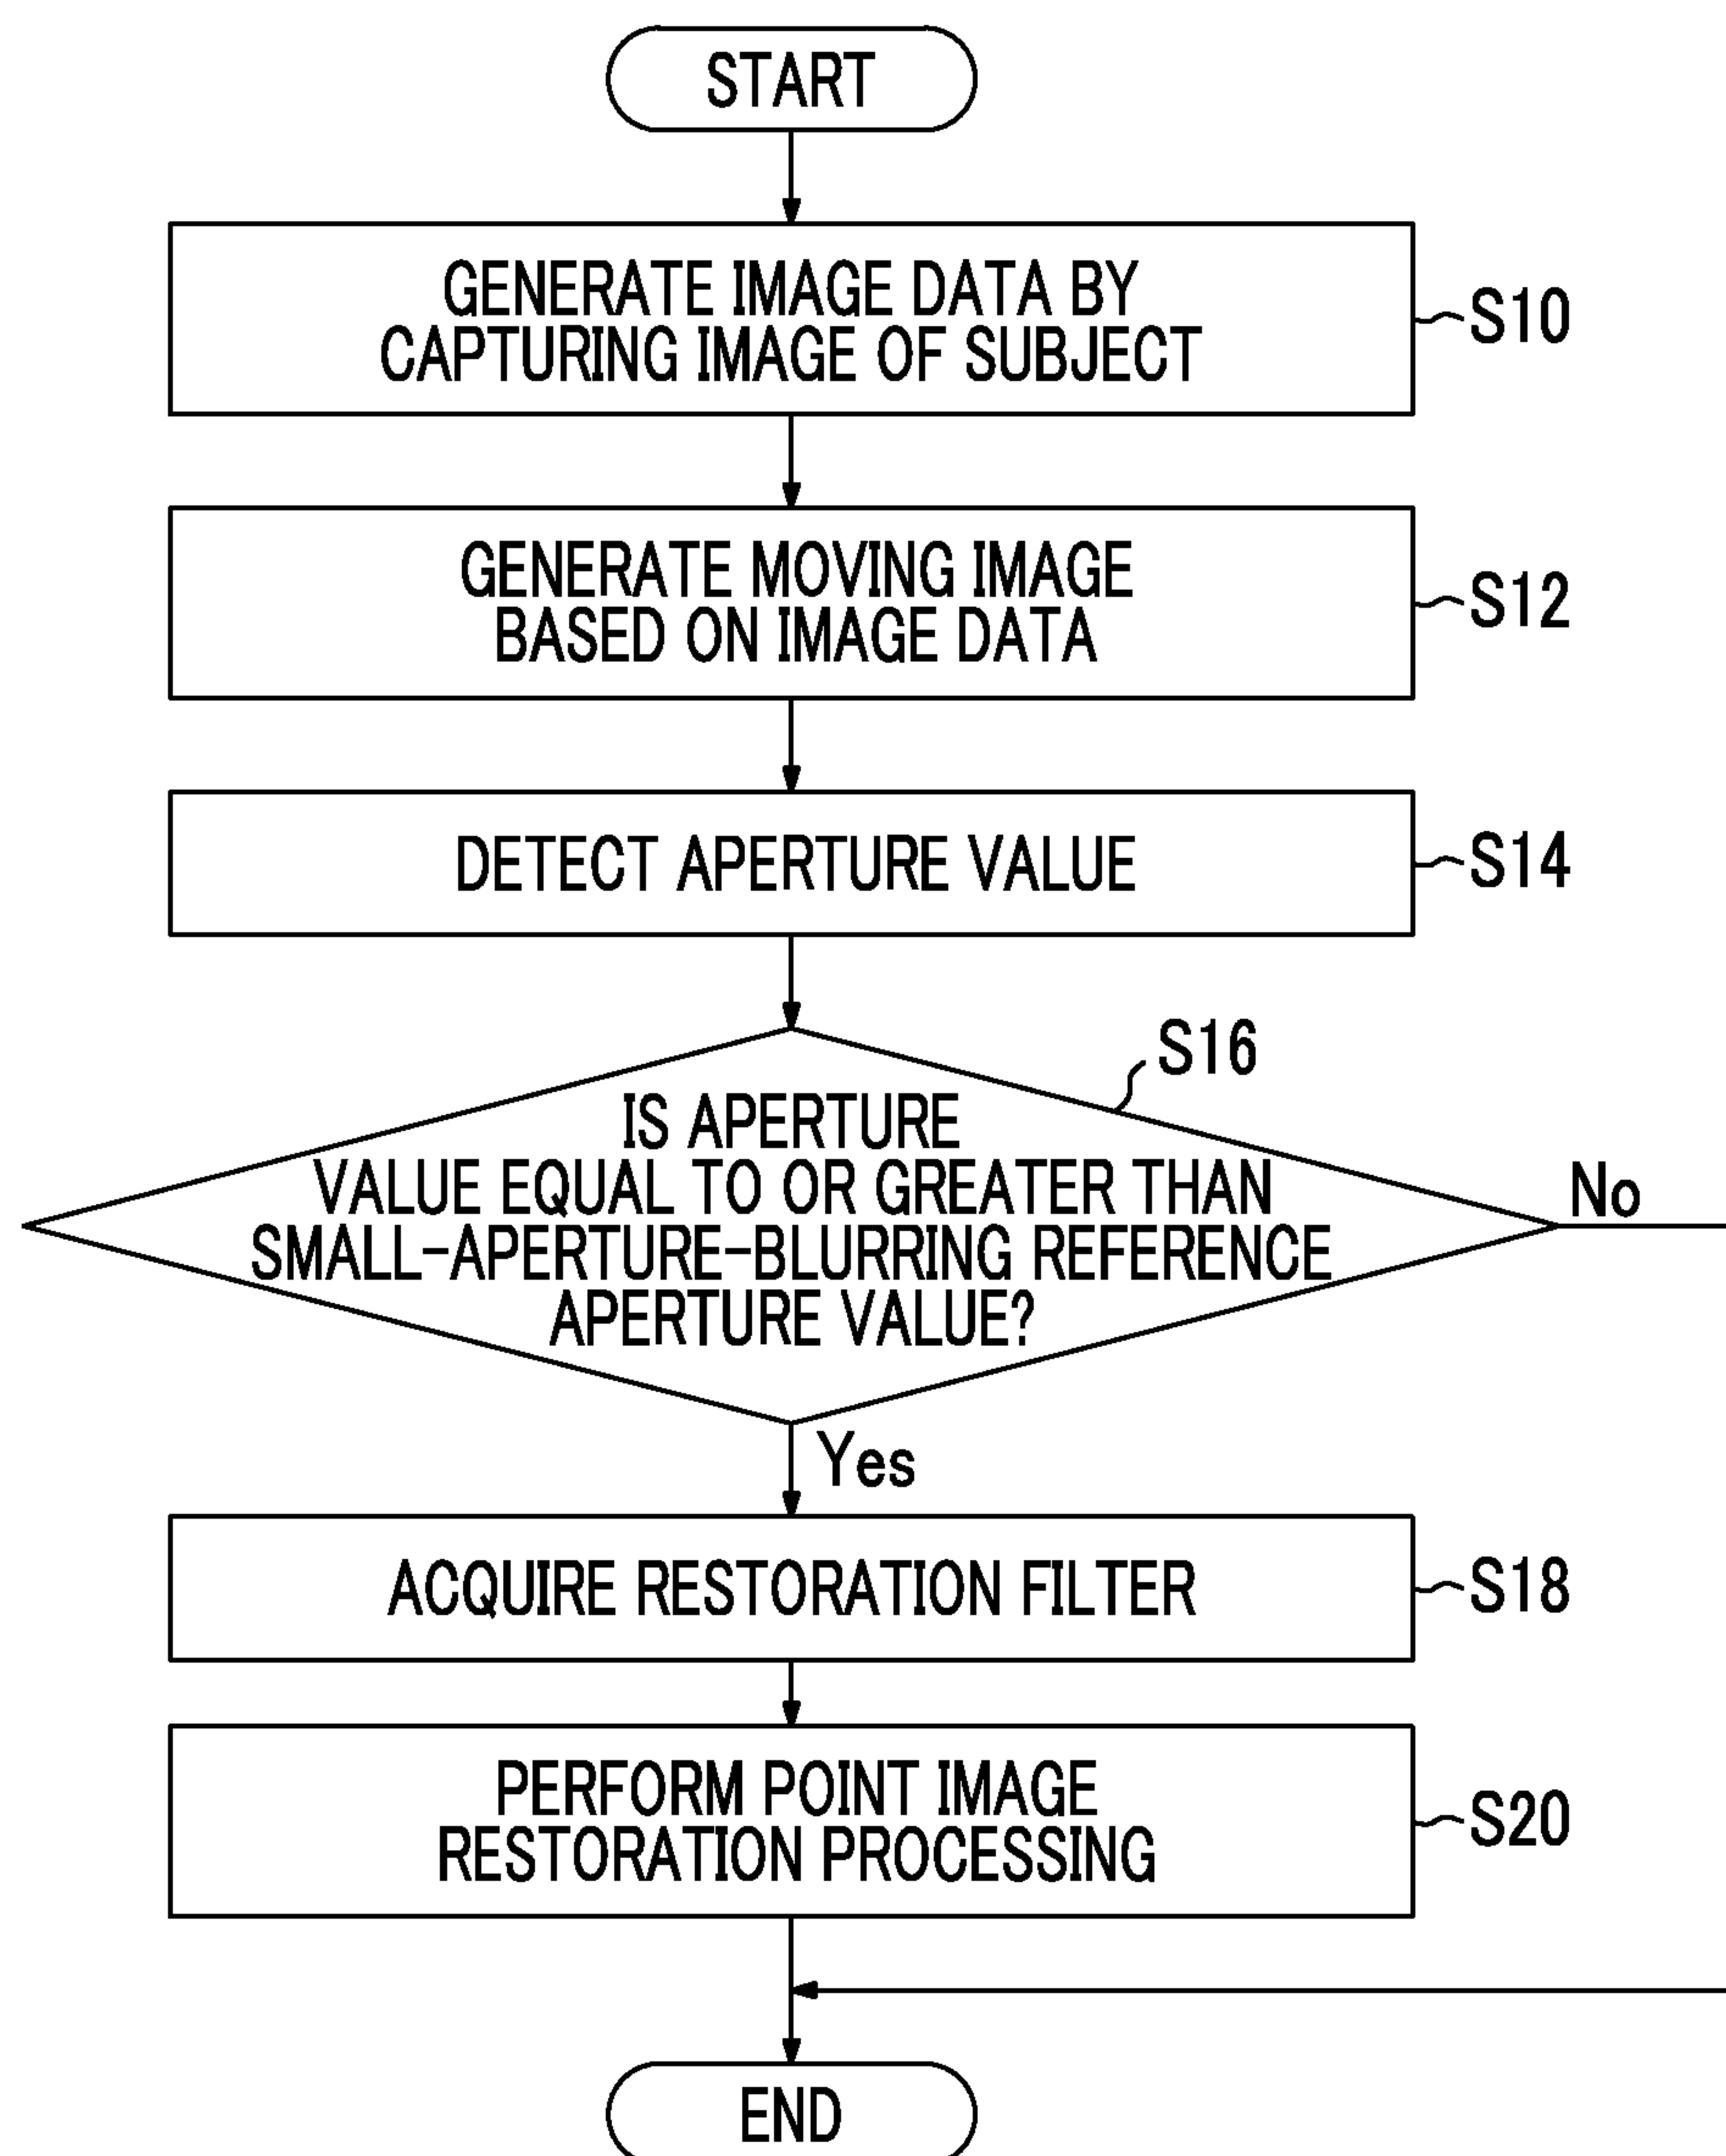 START
GENERATE IMAGE DATA BY
CAPTURING IMAGE OF SUBJECT
S10
GENERATE MOVING IMAGE
BASED ON IMAGE DATA
S12
DETECT APERTURE VALUE
S14
S16
IS APERTURE
VALUE EQUAL TO OR GREATER THAN
SMALL-APERTURE-BLURRING REFERENCE
APERTURE VALUE?
No
Yes
ACQUIRE RESTORATION FILTER
S18
PERFORM POINT IMAGE
RESTORATION PROCESSING
S20
END